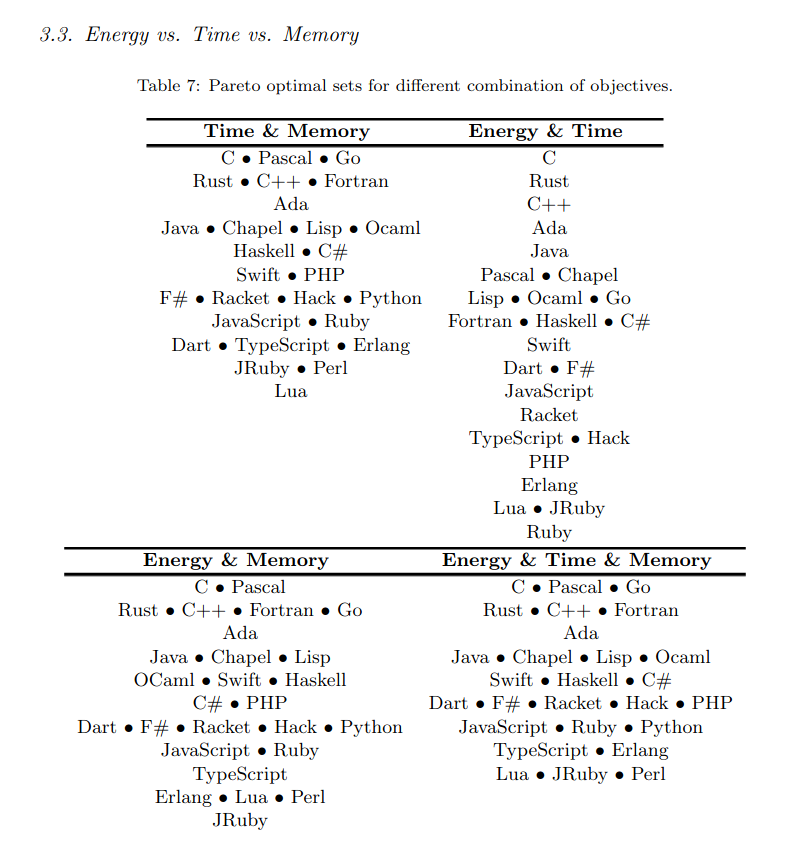 3.3. Energy vs. Time vs. Memory
Table 7: Pareto optimal sets for different combination of objectives.
Time & Memory
C • Pascal • Go
Rust • C++ • Fortran
Ada
Java • Chapel • Lisp • Ocaml
Haskell • C#
Swift • PHP
F# • Racket • Hack • Python
JavaScript • Ruby
Dart • TypeScript • Erlang
JRuby • Perl
Lua
Energy & Time
C
Rust
C++
Ada
Java
Pascal • Chapel
Lisp • Ocaml • Go
Fortran • Haskell • C#
Swift
Dart • F#
JavaScript
Racket
TypeScript • Hack
PHP
Erlang
Lua • JRuby
Ruby
Energy & Memory
C • Pascal
Rust • C++ • Fortran • Go
Ada
Java • Chapel • Lisp
OCaml • Swift • Haskell
C# • PHP
Dart • F# • Racket • Hack • Python
JavaScript • Ruby
TypeScript
Erlang • Lua • Perl
JRuby
Energy & Time & Memory
C • Pascal • Go
Rust • C++ • Fortran
Ada
Java • Chapel • Lisp • Ocaml
Swift • Haskell • C#
Dart • F# • Racket • Hack • PHP
JavaScript • Ruby • Python
TypeScript • Erlang
Lua • JRuby • Perl